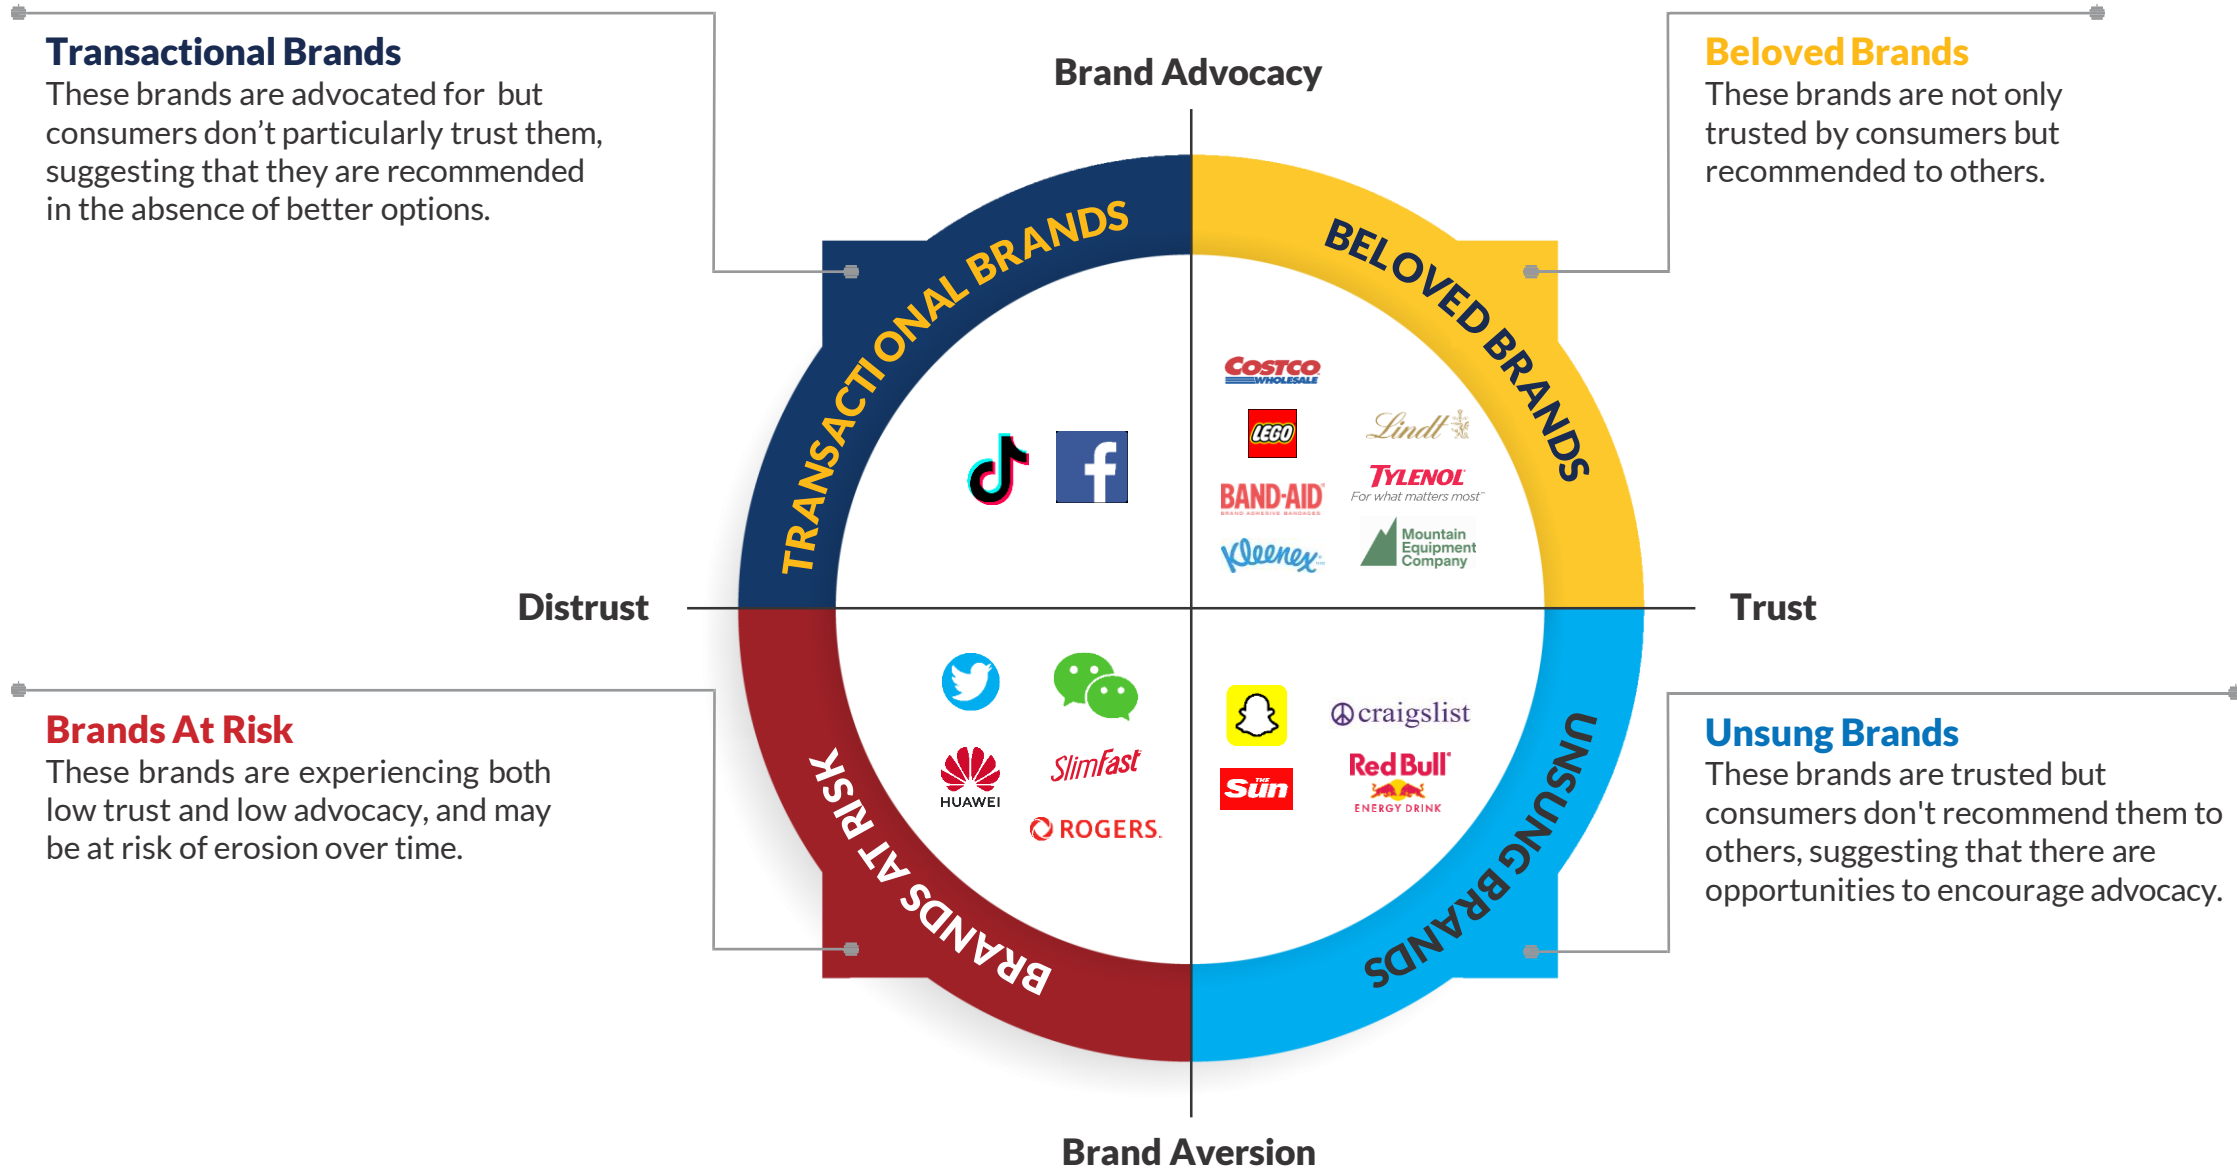 Transactional Brands
These brands are advocated for but
consumers don't particularly trust them,
suggesting that they are recommended
in the absence of better options.
Brand Advocacy
Beloved Brands
These brands are not only
trusted by consumers but
recommended to others.
TRANSACTIONAL BRANDS
BELOVED BRANDS
COSTCO
WHOLESALE
LEGO
Lindt
BAND-AID
BRAND ADHESIVE BANDAGES
TYLENOL
For what matters most
Kleenex
Mountain
Equipment
Company
Distrust
Trust
Brands At Risk
These brands are experiencing both
low trust and low advocacy, and may
be at risk of erosion over time.
HUAWEI
SlimFast
ROGERS
craigslist
THE
Sun
Red Bull
ENERGY DRINK
BRANDS AT RISK
UNSUNG BRANDS
Unsung Brands
These brands are trusted but
consumers don't recommend them to
others, suggesting that there are
opportunities to encourage advocacy.
Brand Aversion